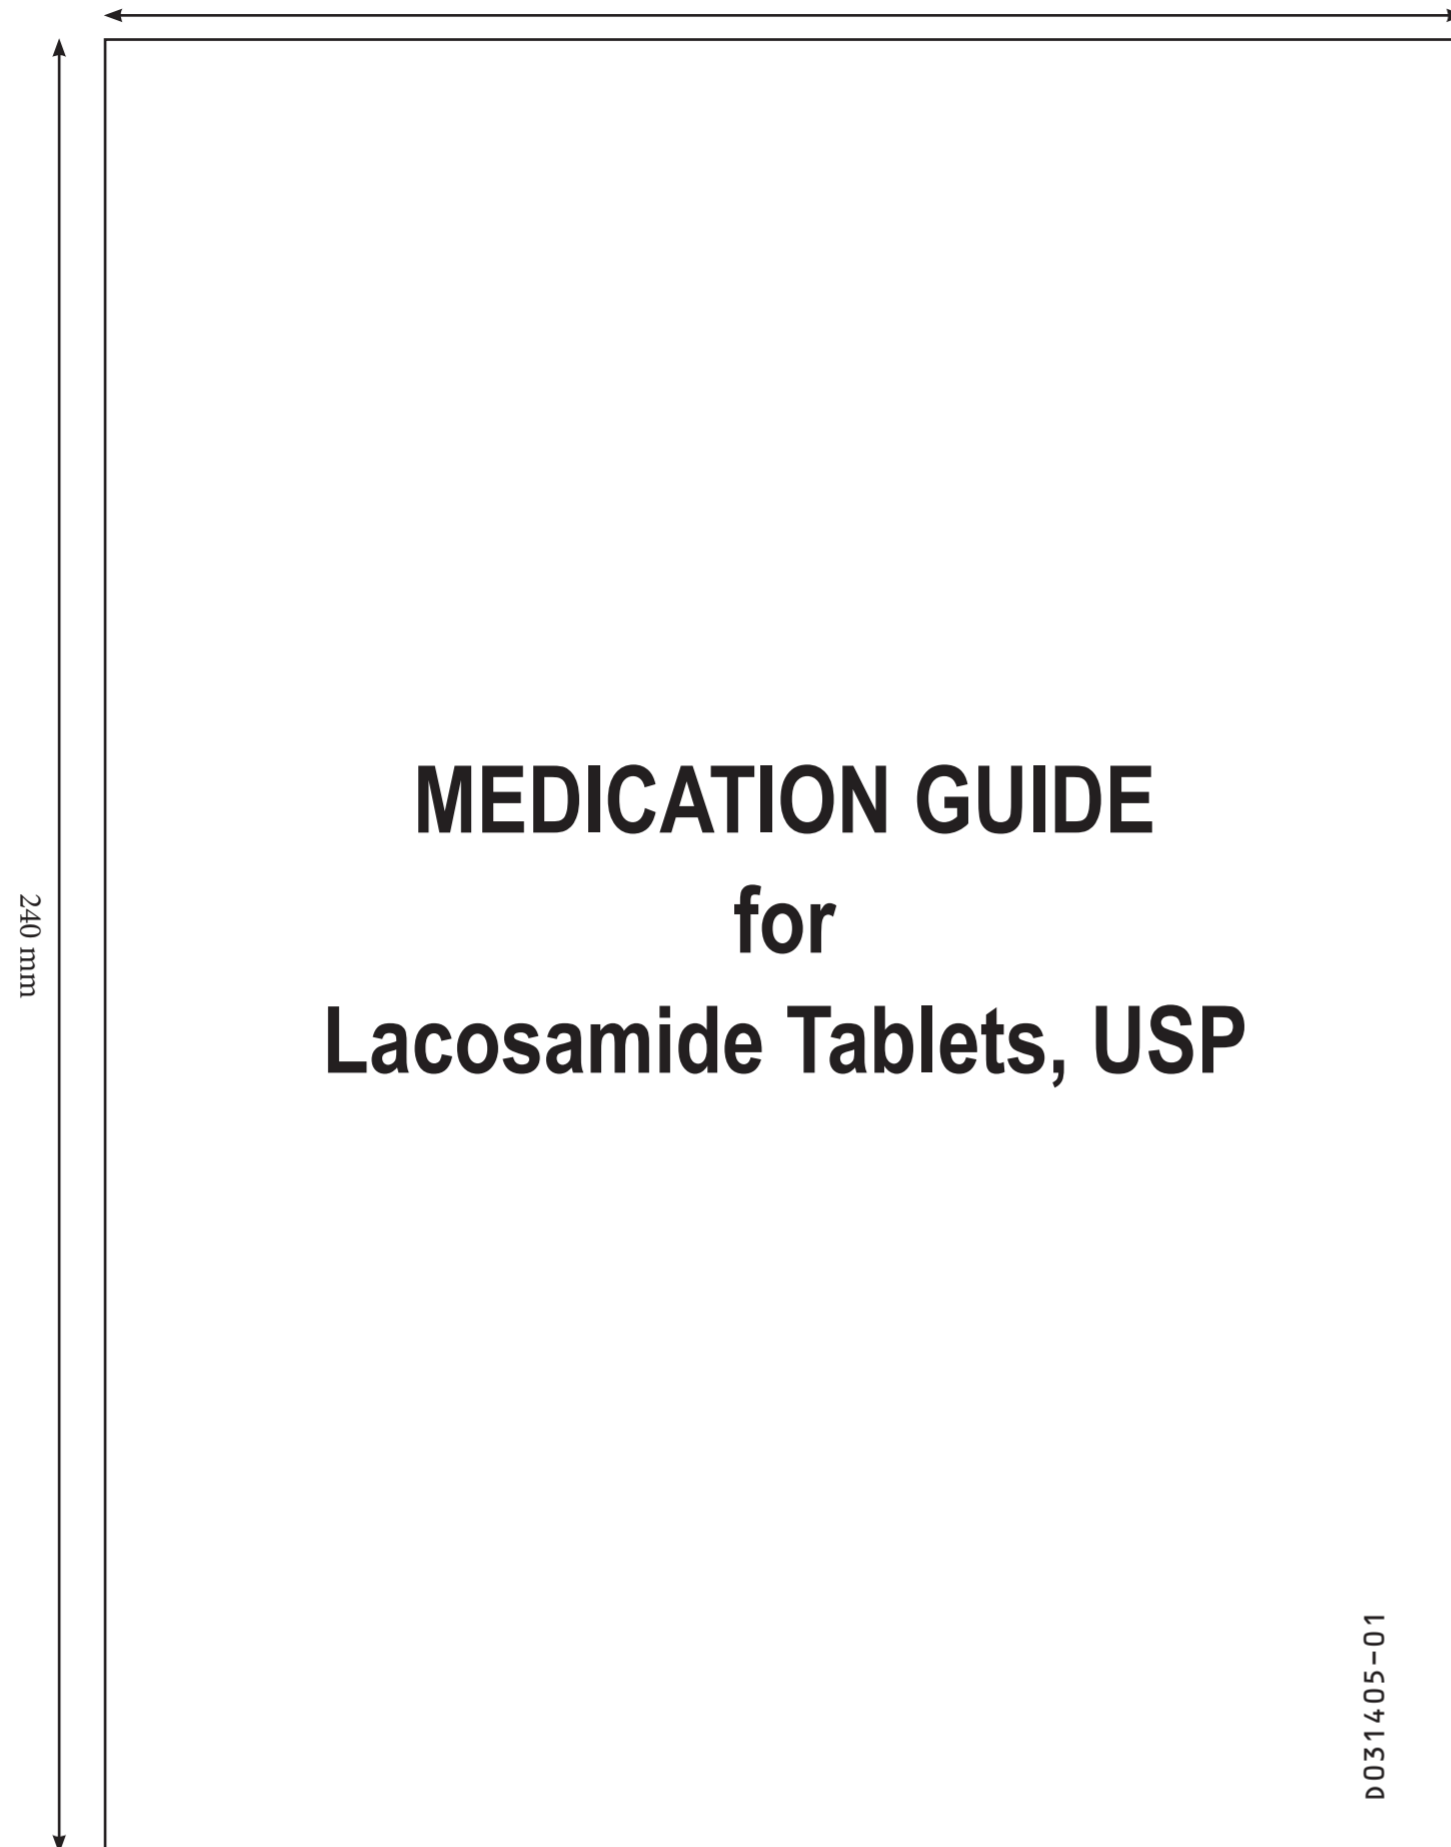 240 mm
MEDICATION GUIDE
for
Lacosamide Tablets, USP
D031405-01